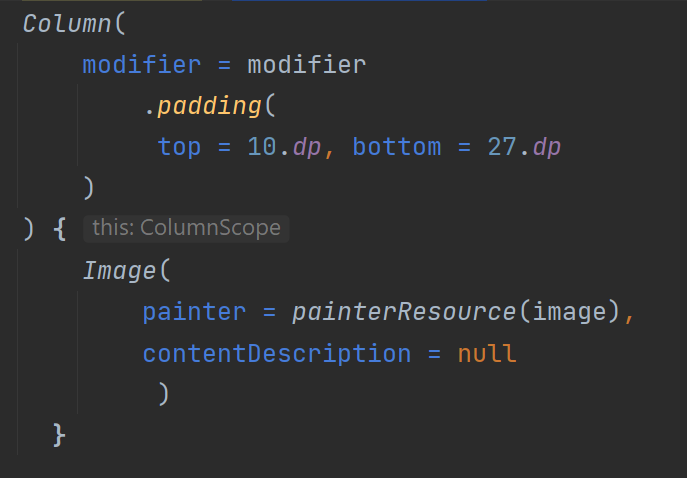 Column(
modifier = modifier
.padding(
top = 10.dp, bottom = 27.dp
)
) { this: ColumnScope
Image(
painter = painterResource(image),
contentDescription = null
)
}